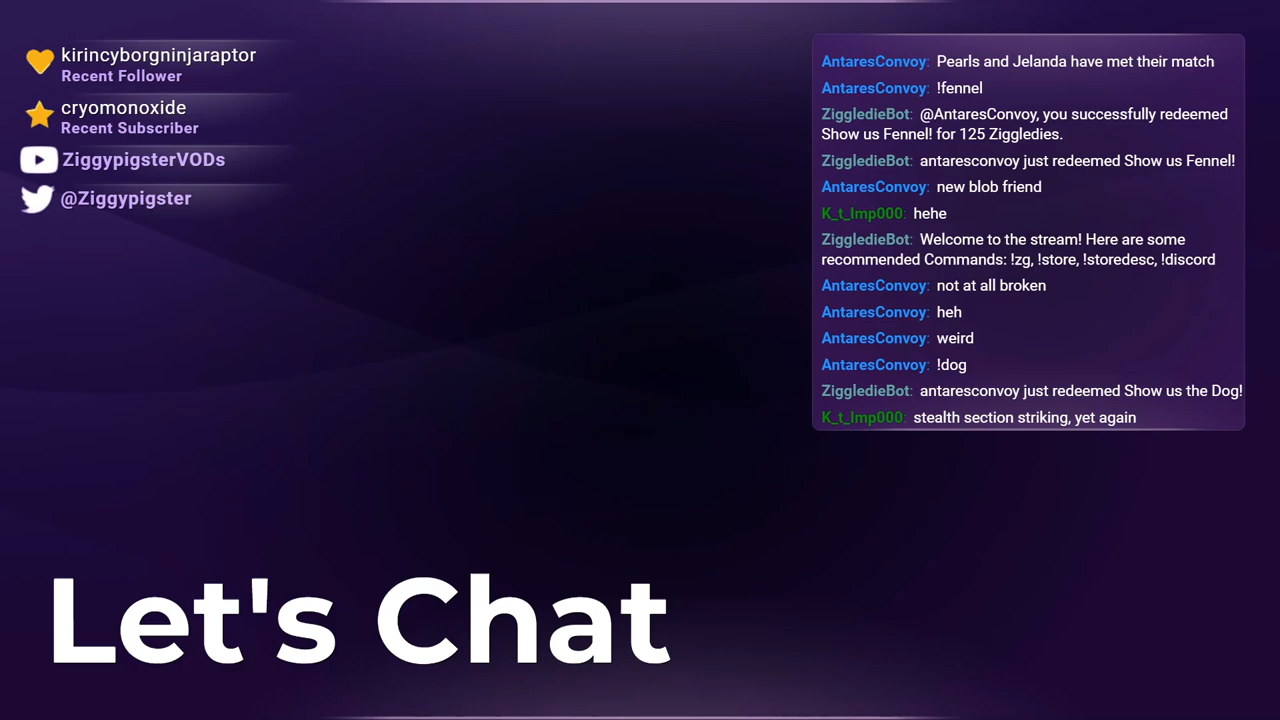 kirincyborgninjaraptor
Recent Follower
cryomonoxide
Recent Subscriber
ZiggypigsterVODs
@Ziggypigster
AntaresConvoy: Pearls and Jelanda have met their match
AntaresConvoy: !fennel
ZiggledieBot: @AntaresConvoy, you successfully redeemed
Show us Fennel! for 125 Ziggledies.
ZiggledieBot: antaresconvoy just redeemed Show us Fennel!
AntaresConvoy: new blob friend
K_t_Imp000: hehe
ZiggledieBot: Welcome to the stream! Here are some
recommended Commands: !zg, !store, !storedesc, !discord
AntaresConvoy: not at all broken
AntaresConvoy: heh
AntaresConvoy: weird
AntaresConvoy: !dog
ZiggledieBot: antaresconvoy just redeemed Show us the Dog!
K_t_Imp000: stealth section striking, yet again
Let's Chat